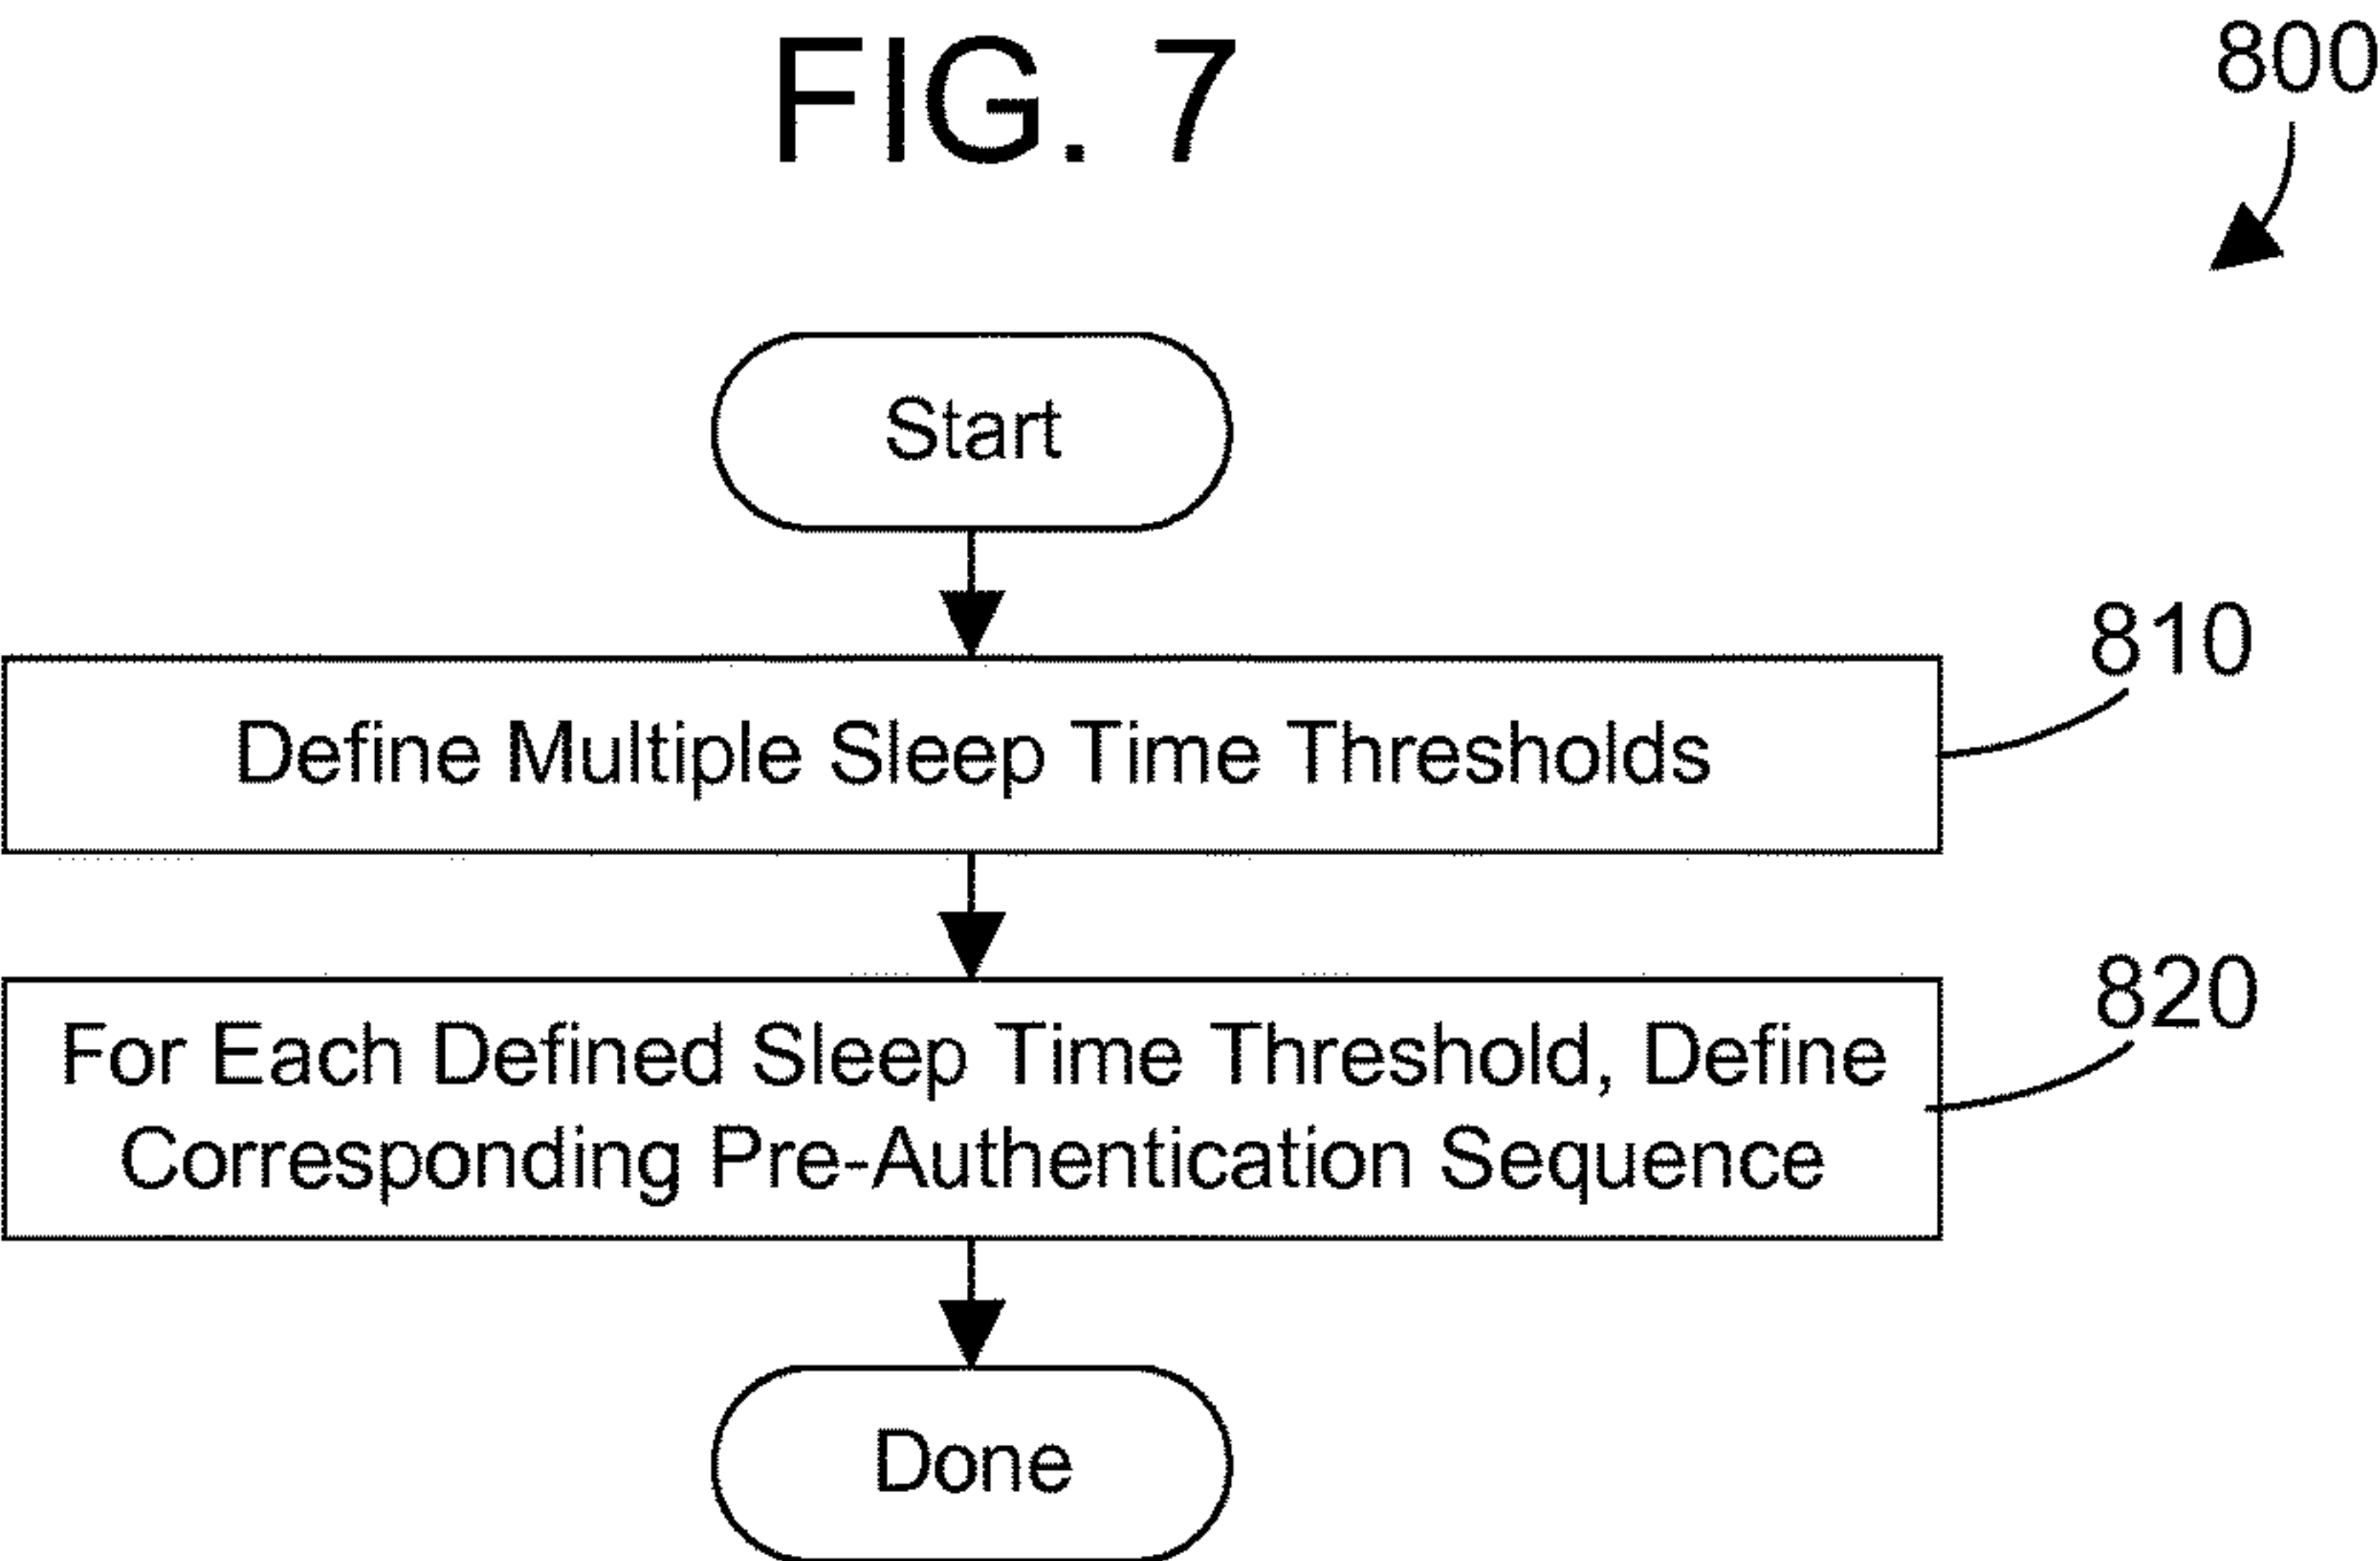 FIG. 7
800
Start
810
Define Multiple Sleep Time Thresholds
820
For Each Defined Sleep Time Threshold, Define
Corresponding Pre-Authentication Sequence
Done